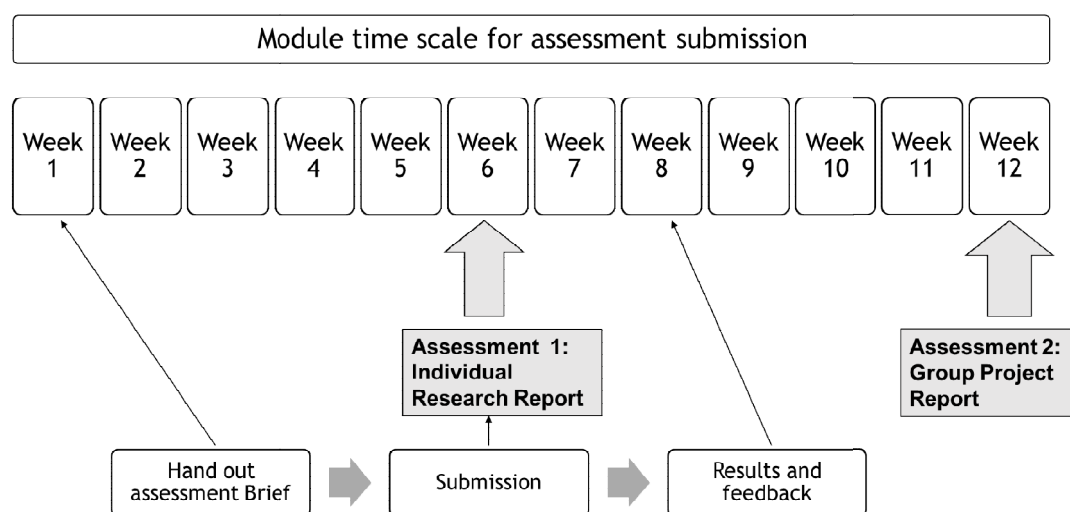 Module time scale for assessment submission
Week
1
Week
2
Week
3
Week
4
Week
5
Week
6
Week
7
Week
8
Week
9
Week
10
Week
11
Week
12
Assessment 1:
Individual
Research Report
Assessment 2:
Group Project
Report
Hand out
assessment Brief
Submission
Results and
feedback